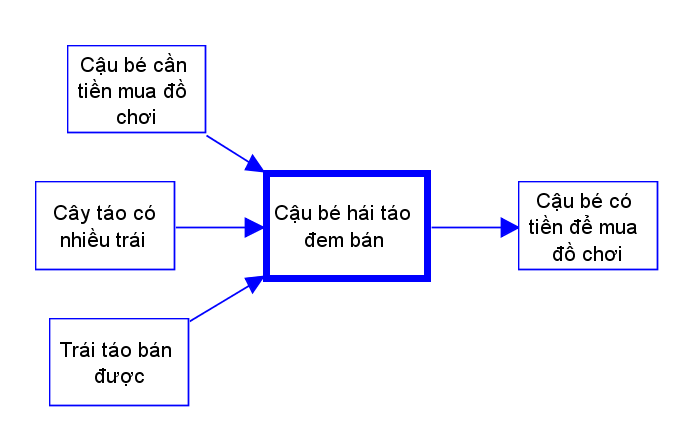 Cậu bé cần
tiền mua đồ
chơi
Cây táo có
nhiều trái
Trái táo bán
được
Cậu bé hái táo
đem bán
Cậu bé có
tiền để mua
đồ chơi